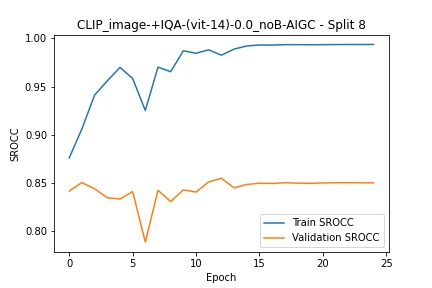 CLIP_image-+IQA-(vit-14)-0.0_noB-AIGC - Split 8
SROCC
1.00
0.95
0.90
0.85
0.80
0
5
10
15
20
25
Epoch
Train SROCC
Validation SROCC